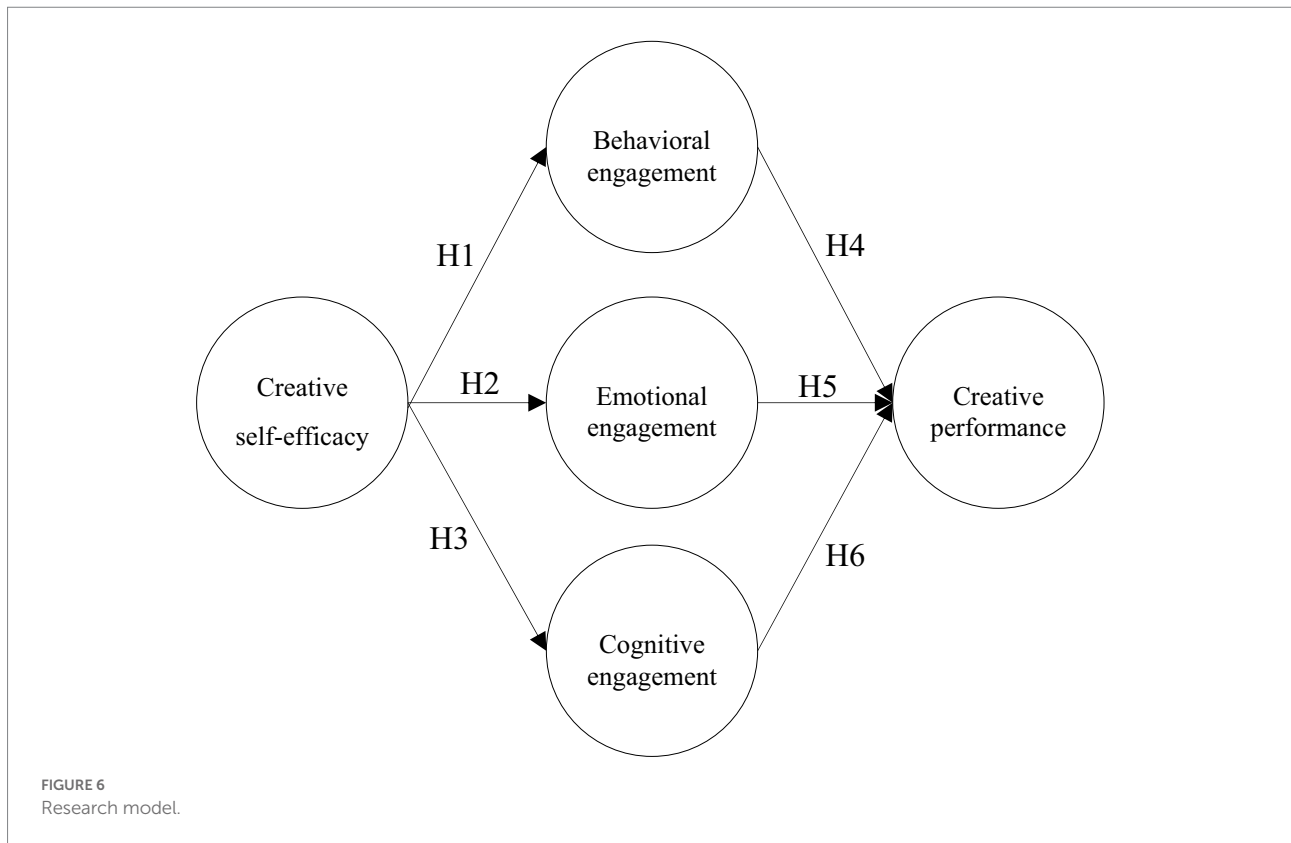 Behavioral
engagement
H1
H4
Creative
self-efficacy
H2
Emotional
engagement
H5
Creative
performance
H3
H6
Cognitive
engagement
FIGURE 6
Research model.